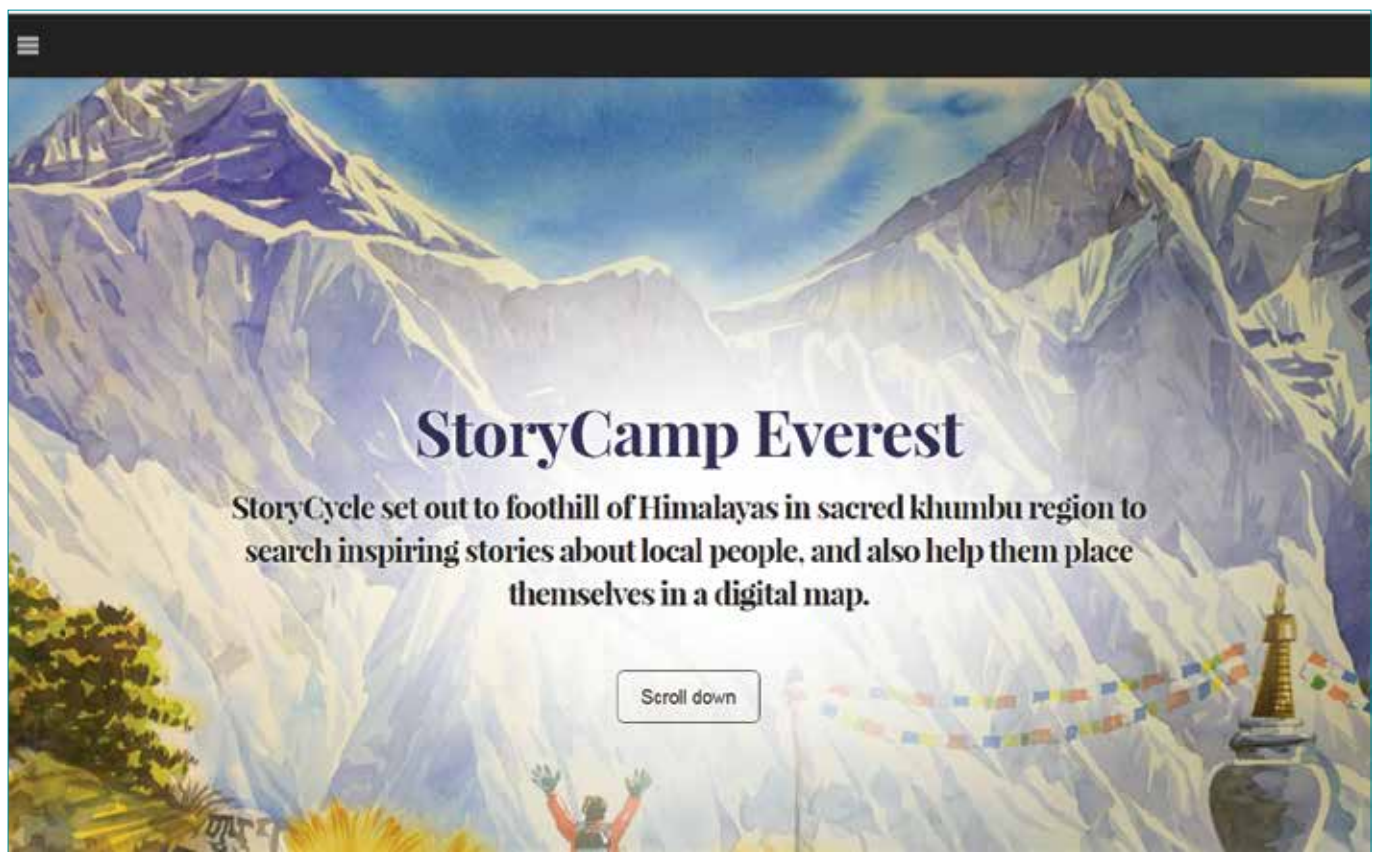 StoryCamp Everest
StoryCycle set out to foothill of Himalayas in sacred khumbu region to
search inspiring stories about local people, and also help them place
themselves in a digital map.
Scroll down